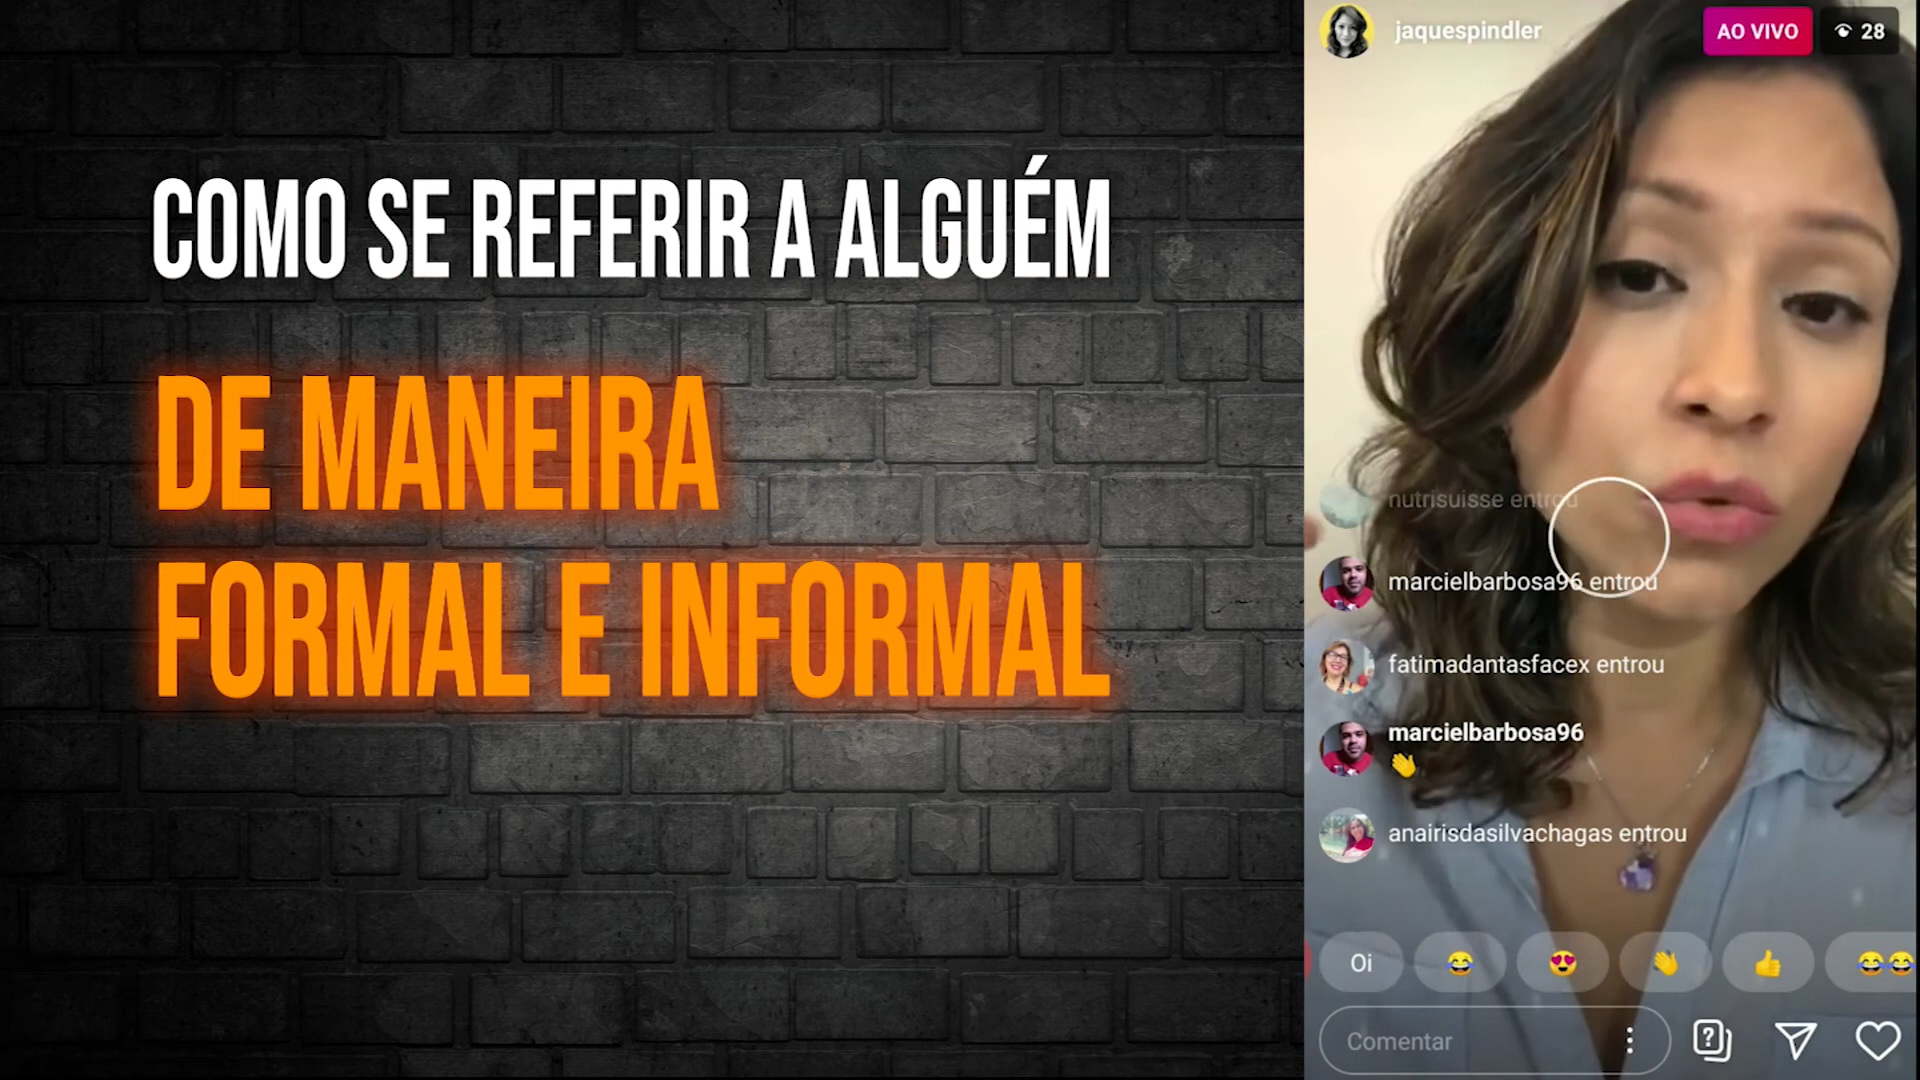 COMO SE REFERIR A ALGUÉM
DE MANEIRA
FORMAL E INFORMAL
jaquespindler
AO VIVO
28
nutrisuisse entrou
marcielbarbosa96 entrou
fatimadantasfacex entrou
marcielbarbosa96
👋
anairisdasilvachagas entrou
Oi 😂 😍 👋 👍 😂😂
Comentar